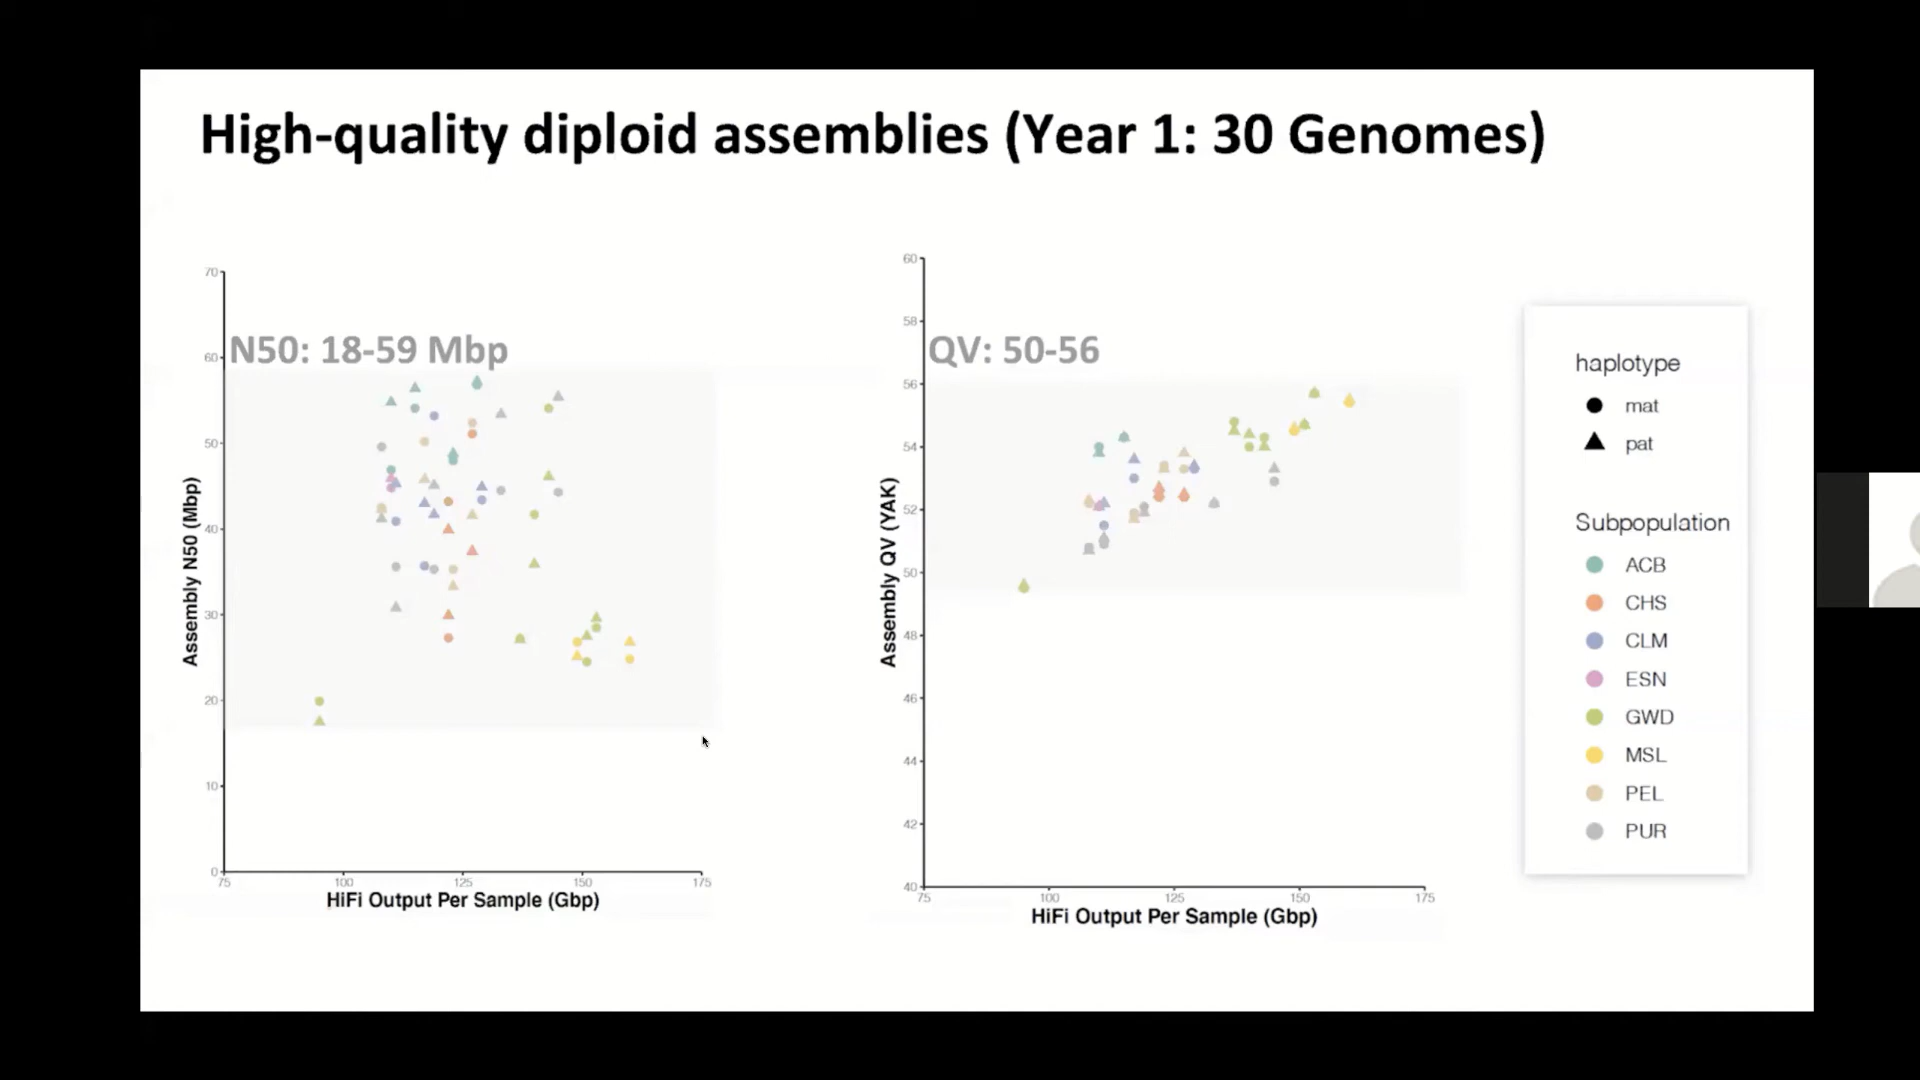 High-quality diploid assemblies (Year 1: 30 Genomes)
N50: 18-59 Mbp
70
60
50
40
30
20
10
0
75
100
125
150
175
Assembly N50 (Mbp)
HiFi Output Per Sample (Gbp)
QV: 50-56
60
58
56
54
52
50
48
46
44
42
40
75
100
125
150
175
Assembly QV (YAK)
HiFi Output Per Sample (Gbp)
haplotype
mat
pat
Subpopulation
ACB
CHS
CLM
ESN
GWD
MSL
PEL
PUR